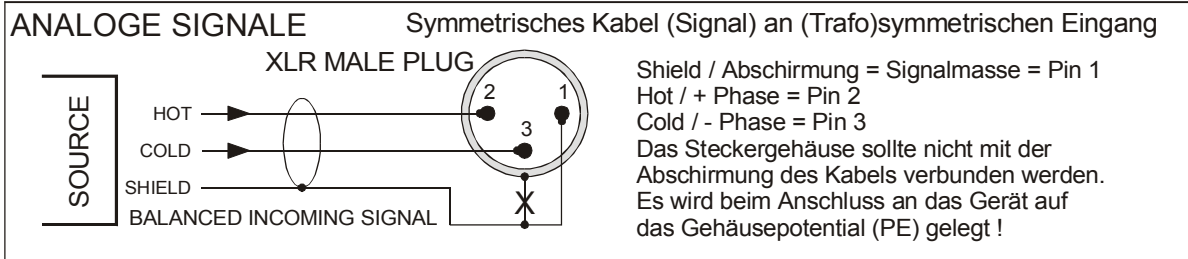 ANALOGE SIGNALE
Symmetrisches Kabel (Signal) an (Trafo)symmetrischen Eingang
XLR MALE PLUG
SOURCE
HOT
COLD
SHIELD
BALANCED INCOMING SIGNAL
2
1
3
X
Shield / Abschirmung = Signalmasse = Pin 1
Hot / + Phase = Pin 2
Cold / - Phase = Pin 3
Das Steckergehäuse sollte nicht mit der
Abschirmung des Kabels verbunden werden.
Es wird beim Anschluss an das Gerät auf
das Gehäusepotential (PE) gelegt !